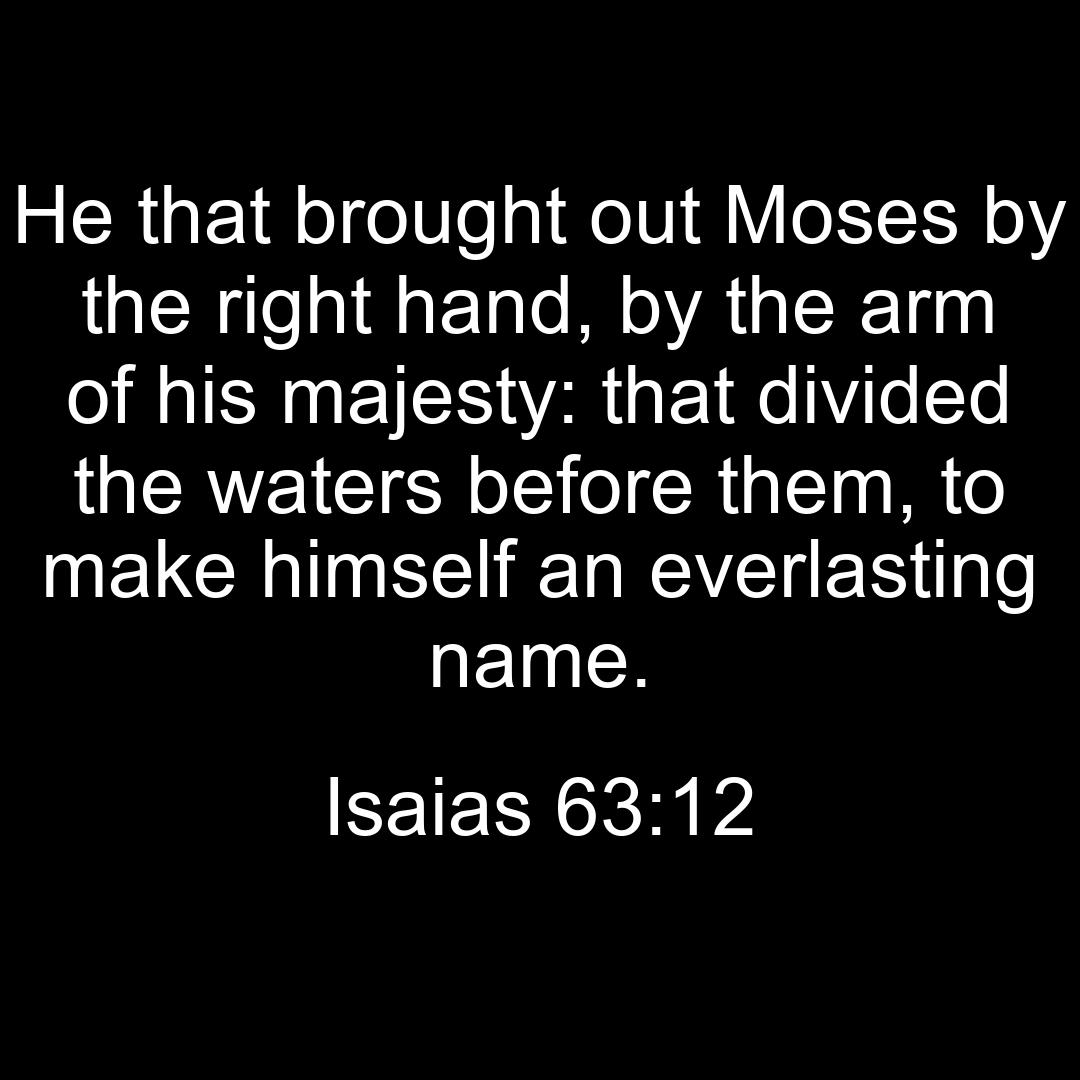 He that brought out Moses by
the right hand, by the arm
of his majesty: that divided
the waters before them, to
make himself an everlasting
name.
Isaias 63:12